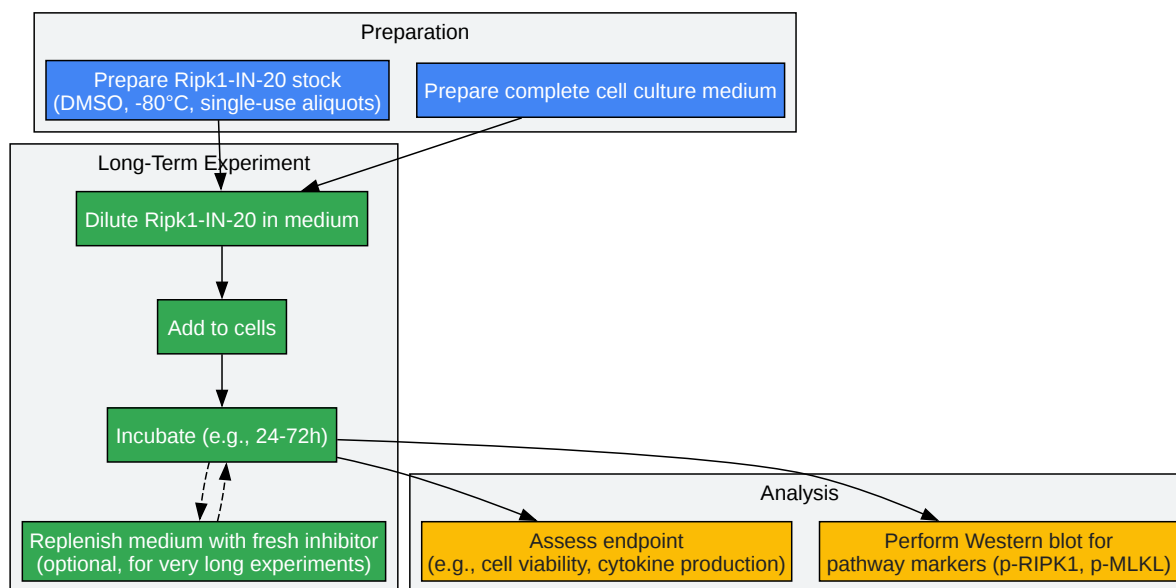 Preparation
Prepare Ripk1-IN-20 stock
(DMSO, -80°C, single-use aliquots)
Prepare complete cell culture medium
Long-Term Experiment
Dilute Ripk1-IN-20 in medium
Add to cells
Incubate (e.g., 24-72h)
Replenish medium with fresh inhibitor
(optional, for very long experiments)
Analysis
Assess endpoint
(e.g., cell viability, cytokine production)
Perform Western blot for
pathway markers (p-RIPK1, p-MLKL)